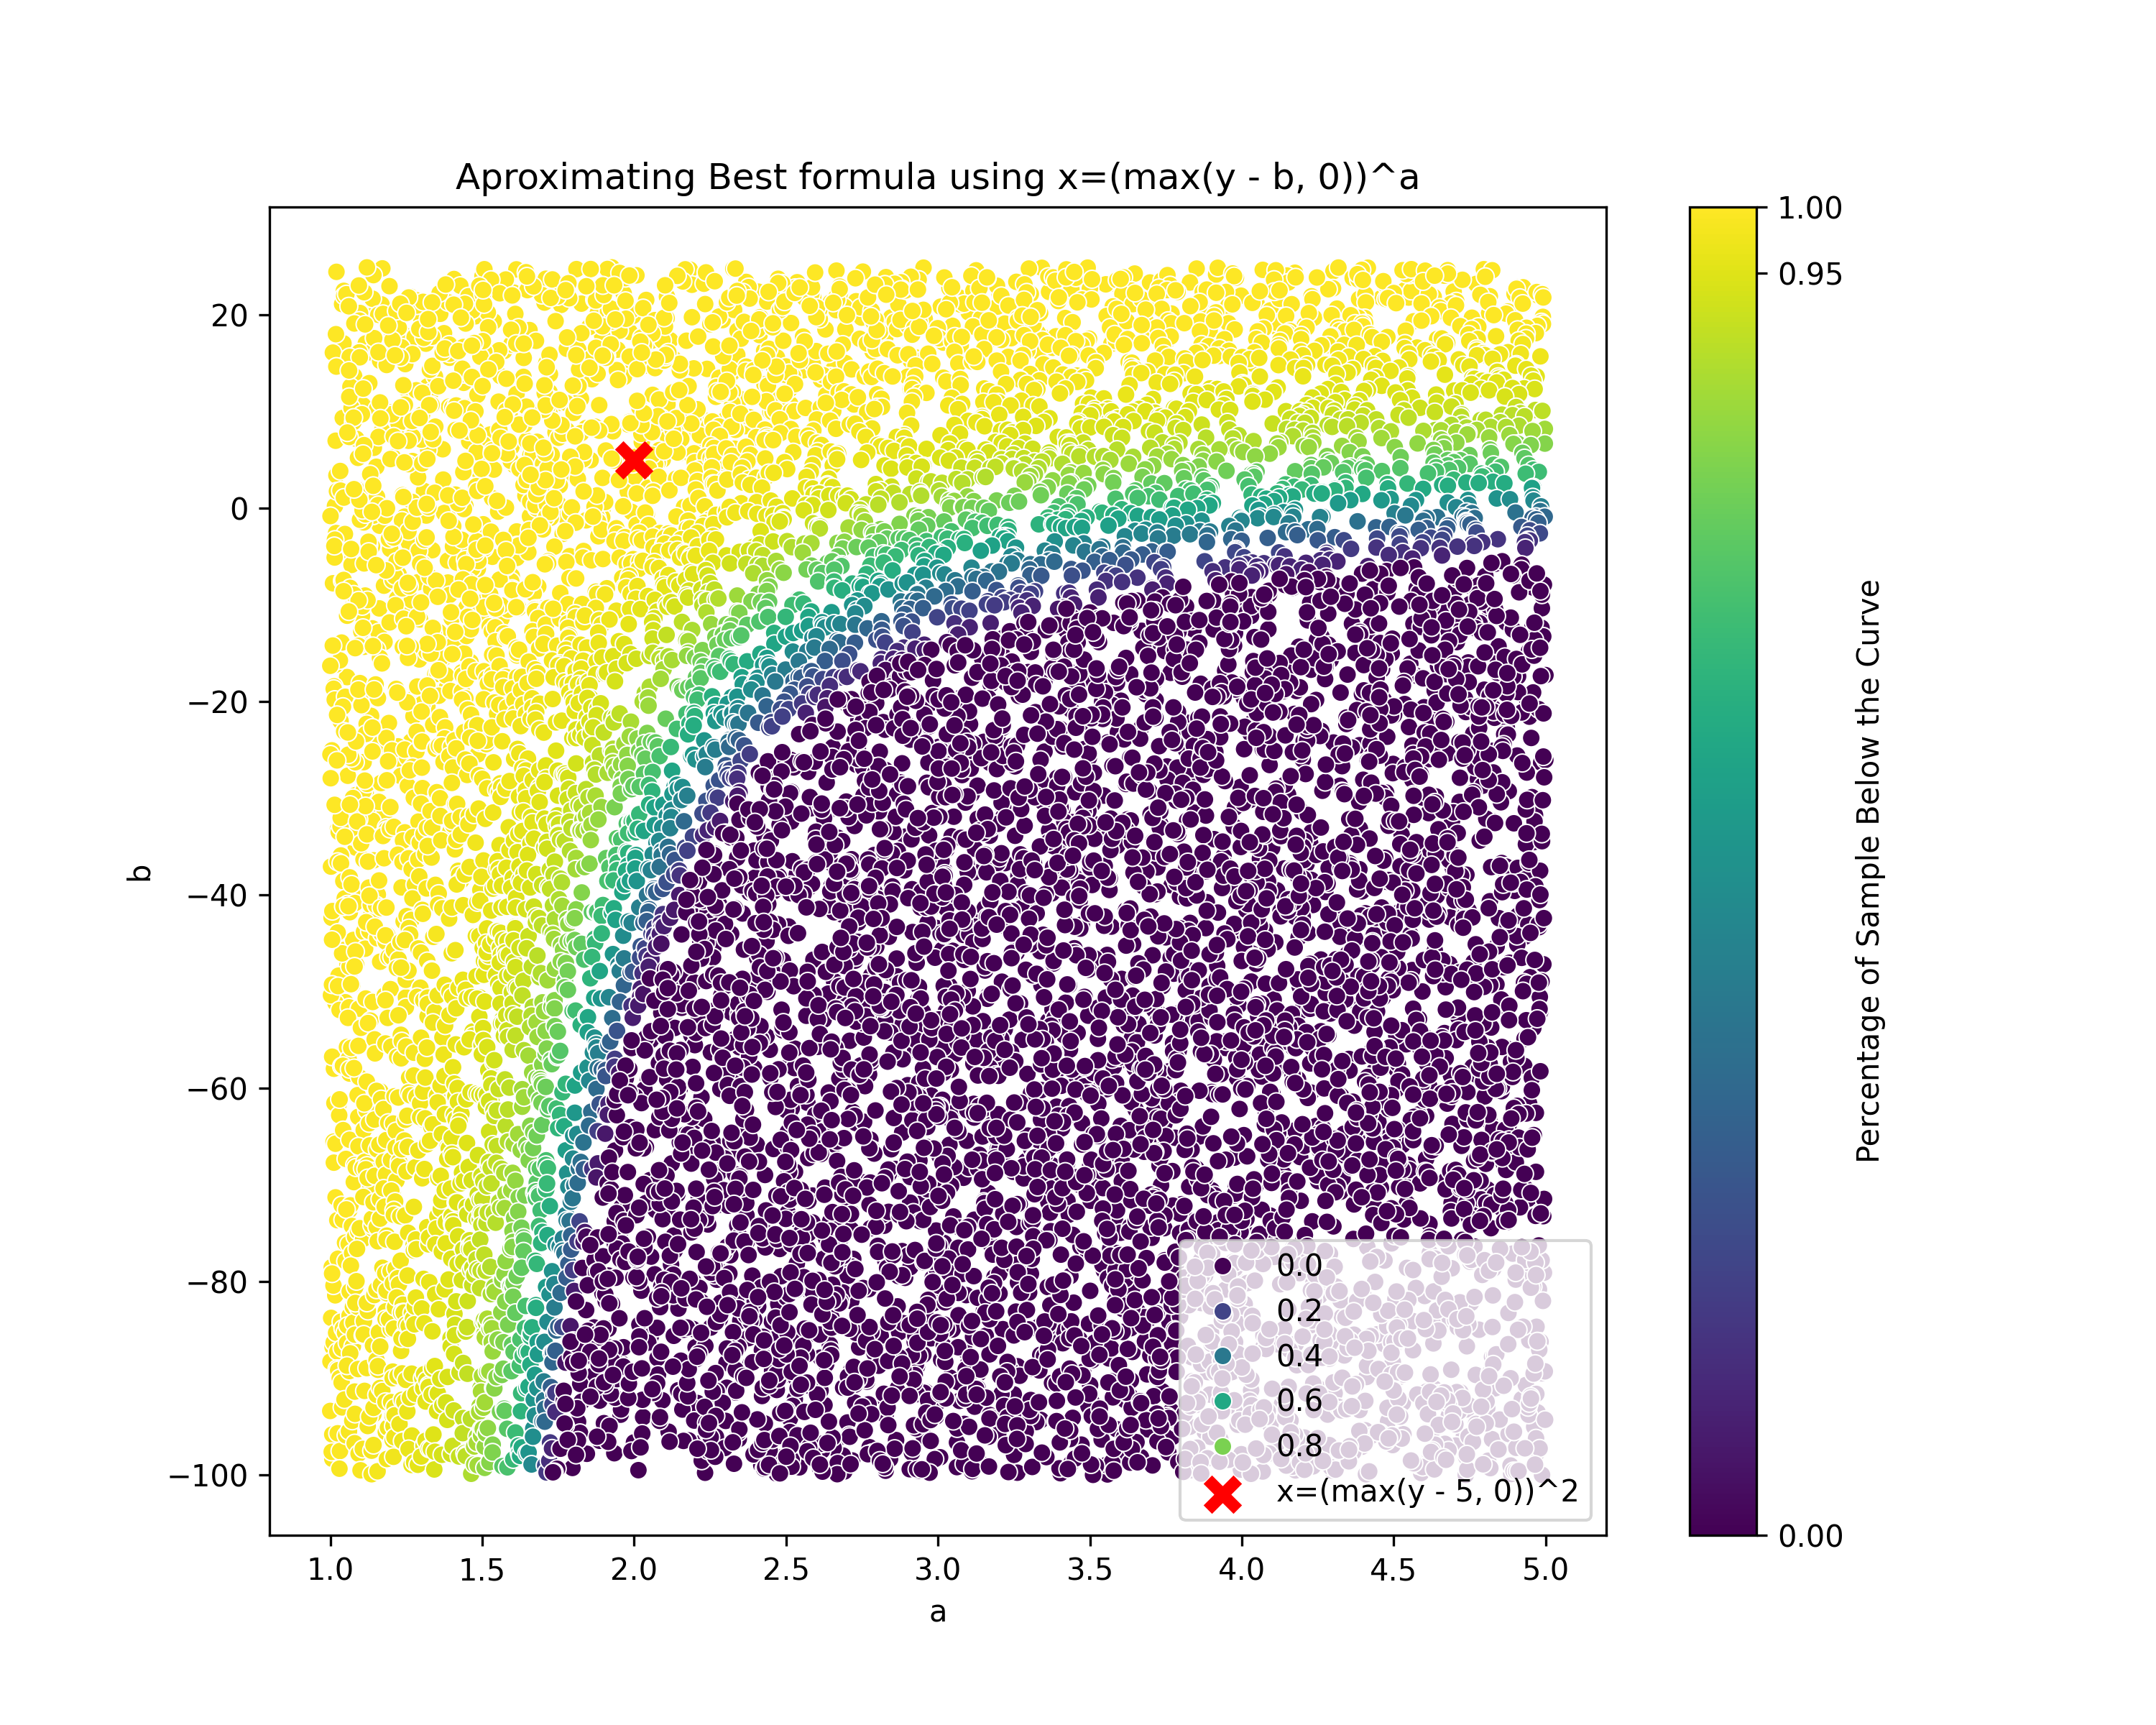 Aproximating Best formula using x=(max(y - b, 0))^a
1.00
0.95
0.00
Percentage of Sample Below the Curve
20
0
−20
−40
−60
−80
−100
b
1.0 1.5 2.0 2.5 3.0 3.5 4.0 4.5 5.0
a
0.0
0.2
0.4
0.6
0.8
x=(max(y - 5, 0))^2